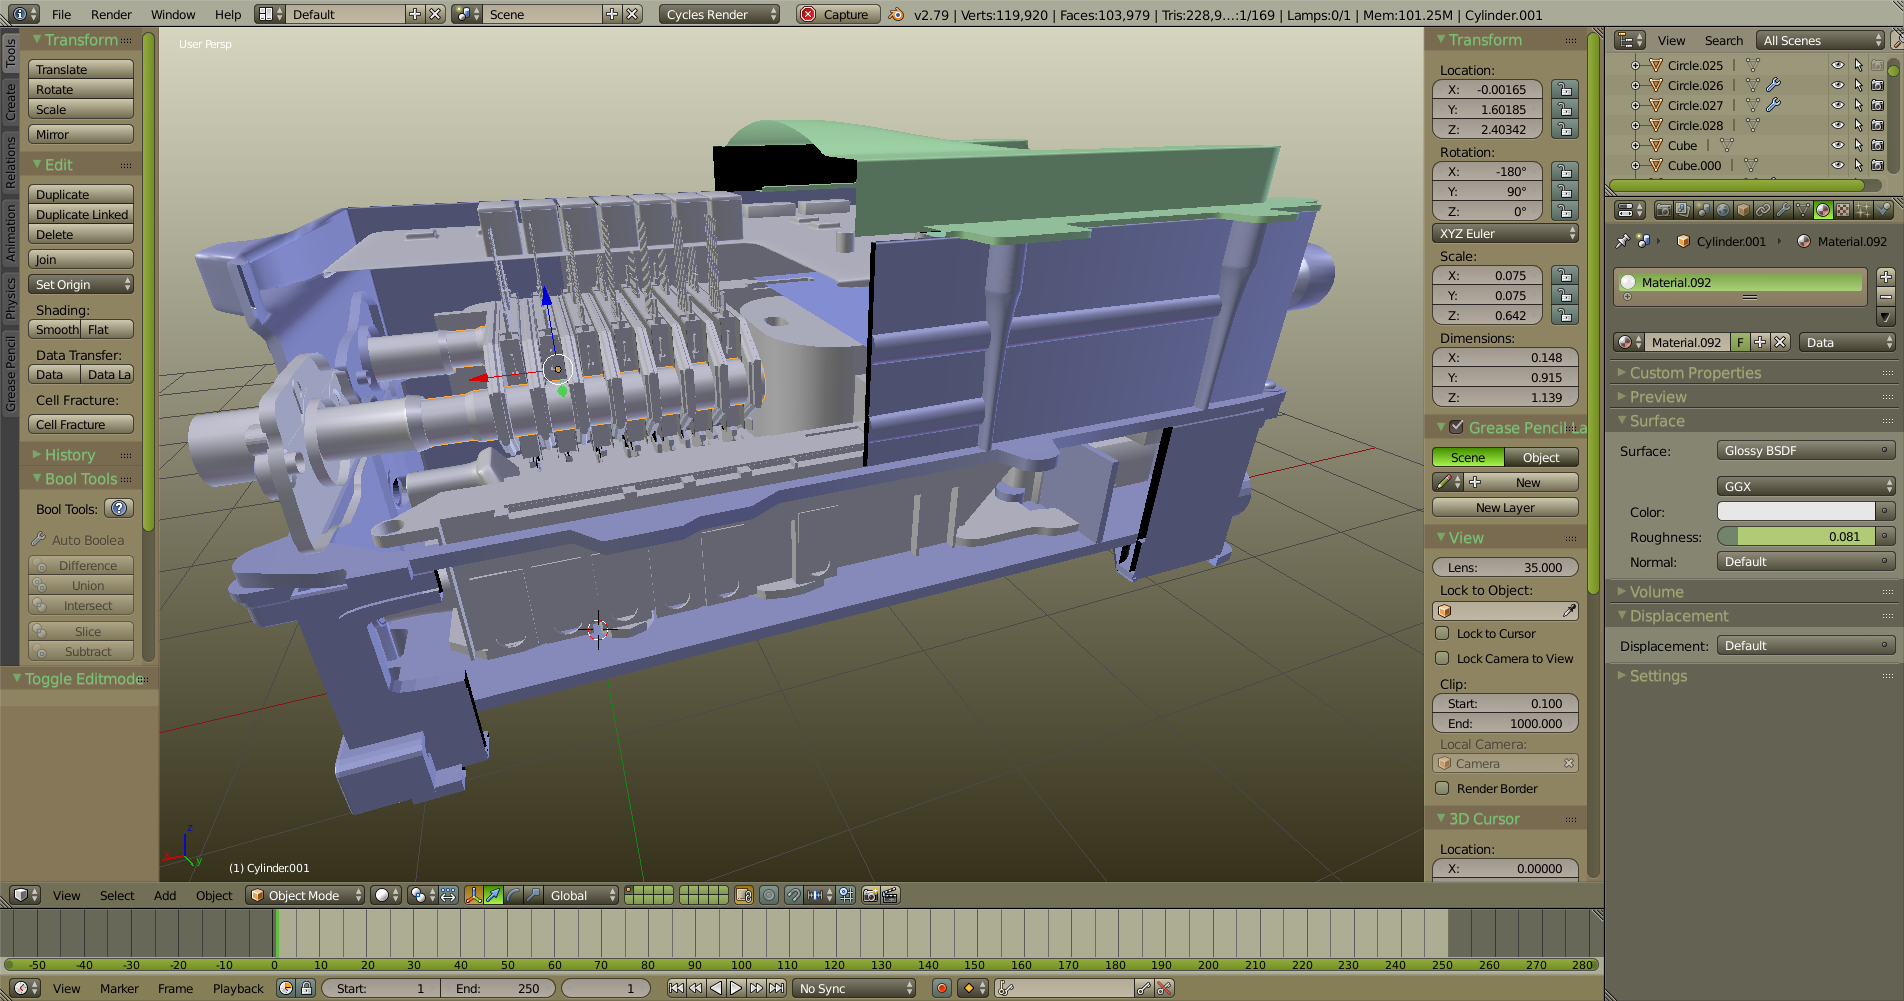 File Render Window Help Default Scene Cycles Render Capture v2.79 | Verts:119,920 | Faces:103,979 | Tris:228,9...:1/169 | Lamps:0/1 | Mem:101.25M | Cylinder.001
Tools
Create
Relations
Animation
Physics
Grease Pencil
Transform
Translate
Rotate
Scale
Mirror
Edit
Duplicate
Duplicate Linked
Delete
Join
Set Origin
Shading:
Smooth Flat
Data Transfer:
Data Data La
Cell Fracture:
Cell Fracture
History
Bool Tools
Bool Tools:
Auto Boolea
Difference
Union
Intersect
Slice
Subtract
Toggle Editmode
User Persp
z
x
y
(1) Cylinder.001
Transform
Location:
X: -0.00165
Y: 1.60185
Z: 2.40342
Rotation:
X: -180°
Y: 90°
Z: 0°
XYZ Euler
Scale:
X: 0.075
Y: 0.075
Z: 0.642
Dimensions:
X: 0.148
Y: 0.915
Z: 1.139
Grease Pencil La
Scene Object
New
New Layer
View
Lens: 35.000
Lock to Object:
Lock to Cursor
Lock Camera to View
Clip:
Start: 0.100
End: 1000.000
Local Camera:
Camera
Render Border
3D Cursor
Location:
X: 0.00000
View Search All Scenes
Circle.025
Circle.026
Circle.027
Circle.028
Cube
Cube.000
Cylinder.001 Material.092
Material.092
Material.092 F Data
Custom Properties
Preview
Surface
Surface: Glossy BSDF
GGX
Color:
Roughness: 0.081
Normal: Default
Volume
Displacement
Displacement: Default
Settings
View Select Add Object Object Mode Global
-50 -40 -30 -20 -10 0 10 20 30 40 50 60 70 80 90 100 110 120 130 140 150 160 170 180 190 200 210 220 230 240 250 260 270 280
View Marker Frame Playback Start: 1 End: 250 1 No Sync